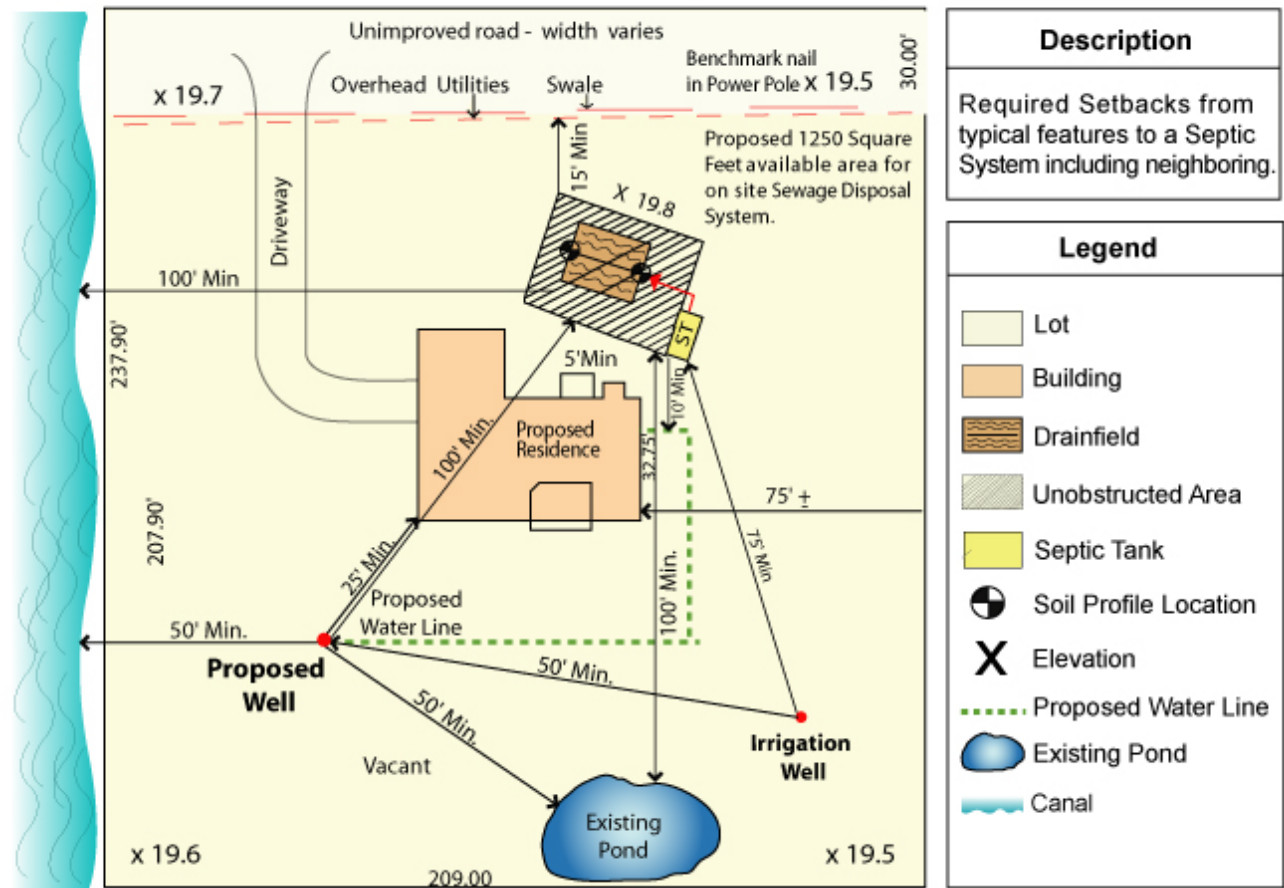 Unimproved road - width varies
30.00'
Benchmark nail
in Power Pole x 19.5
Overhead Utilities
Swale
x 19.7
Proposed 1250 Square
Feet available area for
on site Sewage Disposal
System.
15' Min
X 19.8
Driveway
100' Min
237.90'
ST
5'Min
10' Min
Proposed
Residence
100' Min.
32.75'
75' ±
207.90'
25' Min.
75' Min
100' Min.
Proposed
Water Line
50' Min.
Proposed
Well
50' Min.
50' Min.
Irrigation
Well
Vacant
Existing
Pond
x 19.6
x 19.5
209.00
Description
Required Setbacks from
typical features to a Septic
System including neighboring.
Legend
Lot
Building
Drainfield
Unobstructed Area
Septic Tank
Soil Profile Location
X Elevation
Proposed Water Line
Existing Pond
Canal